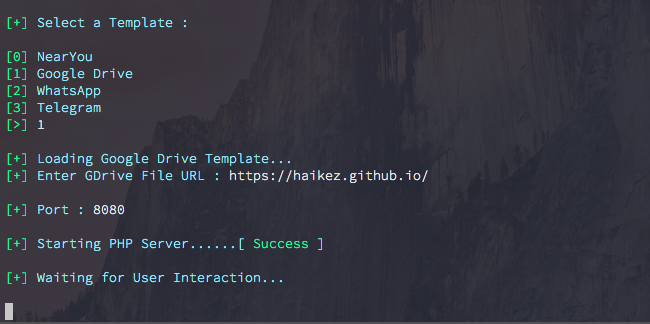 [+] Select a Template :
[0] NearYou
[1] Google Drive
[2] WhatsApp
[3] Telegram
[>] 1
[+] Loading Google Drive Template...
[+] Enter GDrive File URL : https://haikez.github.io/
[+] Port : 8080
[+] Starting PHP Server......[ Success ]
[+] Waiting for User Interaction...